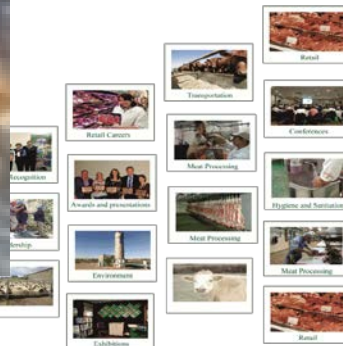 Recognition
Retail Careers
Awards and presentations
Environment
Exhibitions
Transportation
Meat Processing
Meat Processing
Retail
Conferences
Hygiene and Sanitation
Meat Processing
Retail